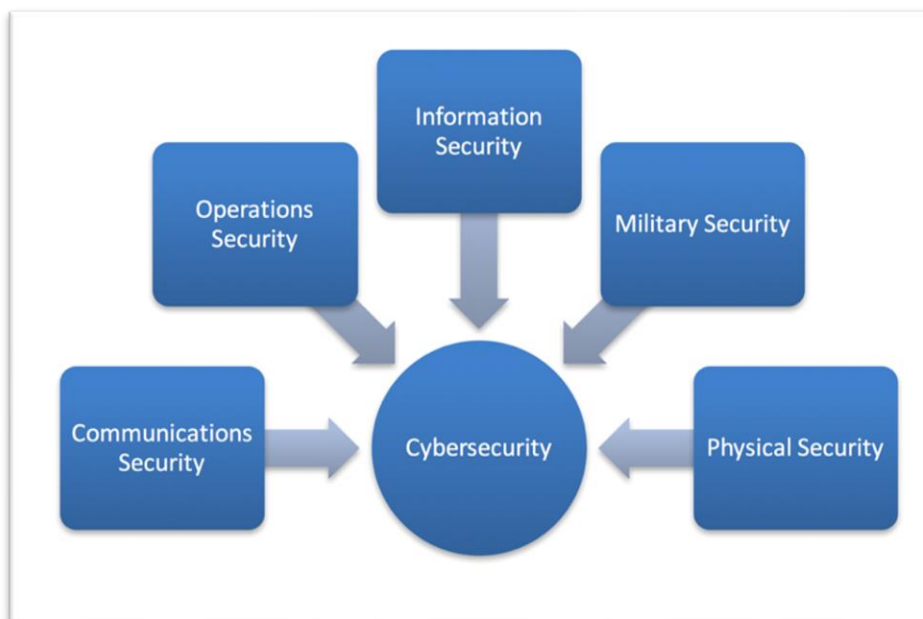 Information
Security
Operations
Security
Military Security
Communications
Security
Cybersecurity
Physical Security